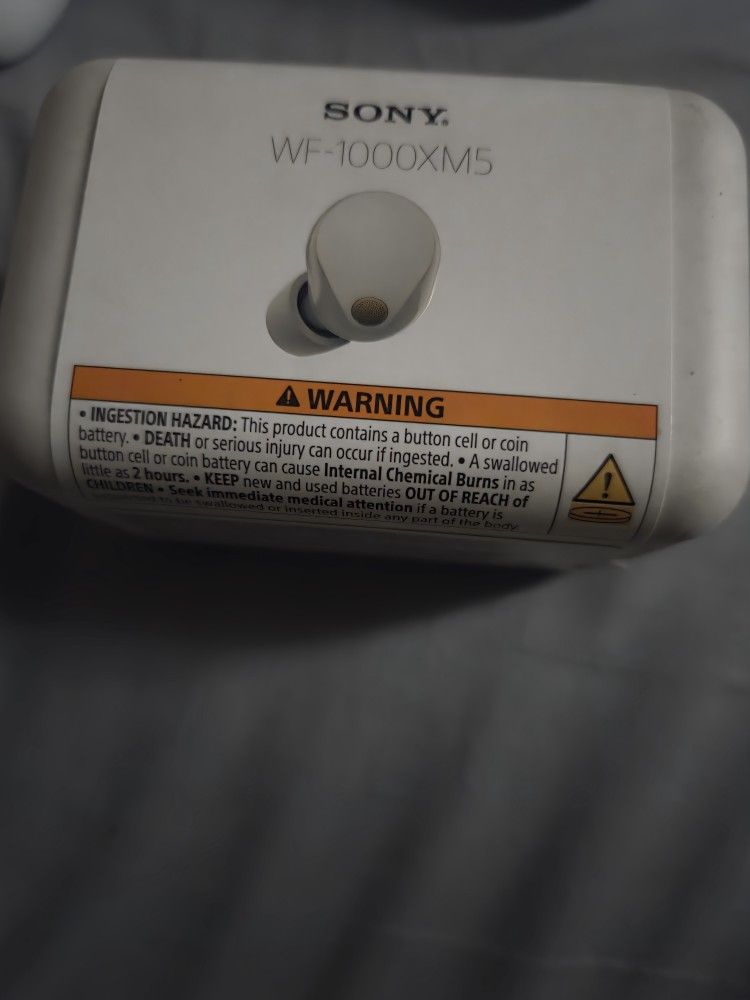 SONY®
WF-1000XM5
WARNING
• INGESTION HAZARD: This product contains a button cell or coin
battery. • DEATH or serious injury can occur if ingested. • A swallowed
button cell or coin battery can cause Internal Chemical Burns in as
little as 2 hours. • KEEP new and used batteries OUT OF REACH of
CHILDREN • Seek immediate medical attention if a battery is
to be swallowed or inserted inside any part of the body.